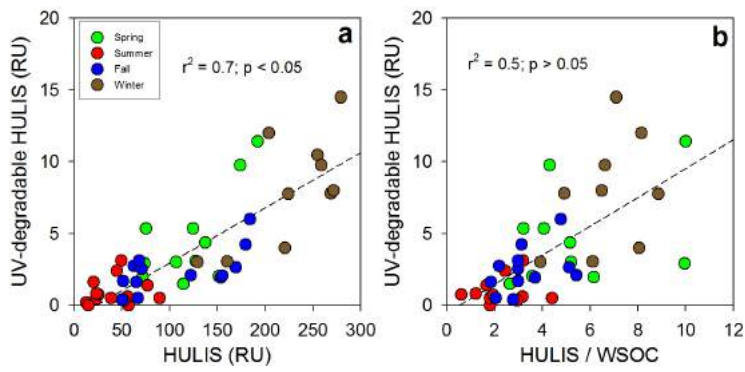 a
Spring
Summer
Fall
Winter
r2 = 0.7; p < 0.05
UV-degradable HULIS (RU)
20
15
10
5
0
0 50 100 150 200 250 300
HULIS (RU)
b
r2 = 0.5; p > 0.05
UV-degradable HULIS (RU)
20
15
10
5
0
0 2 4 6 8 10 12
HULIS / WSOC